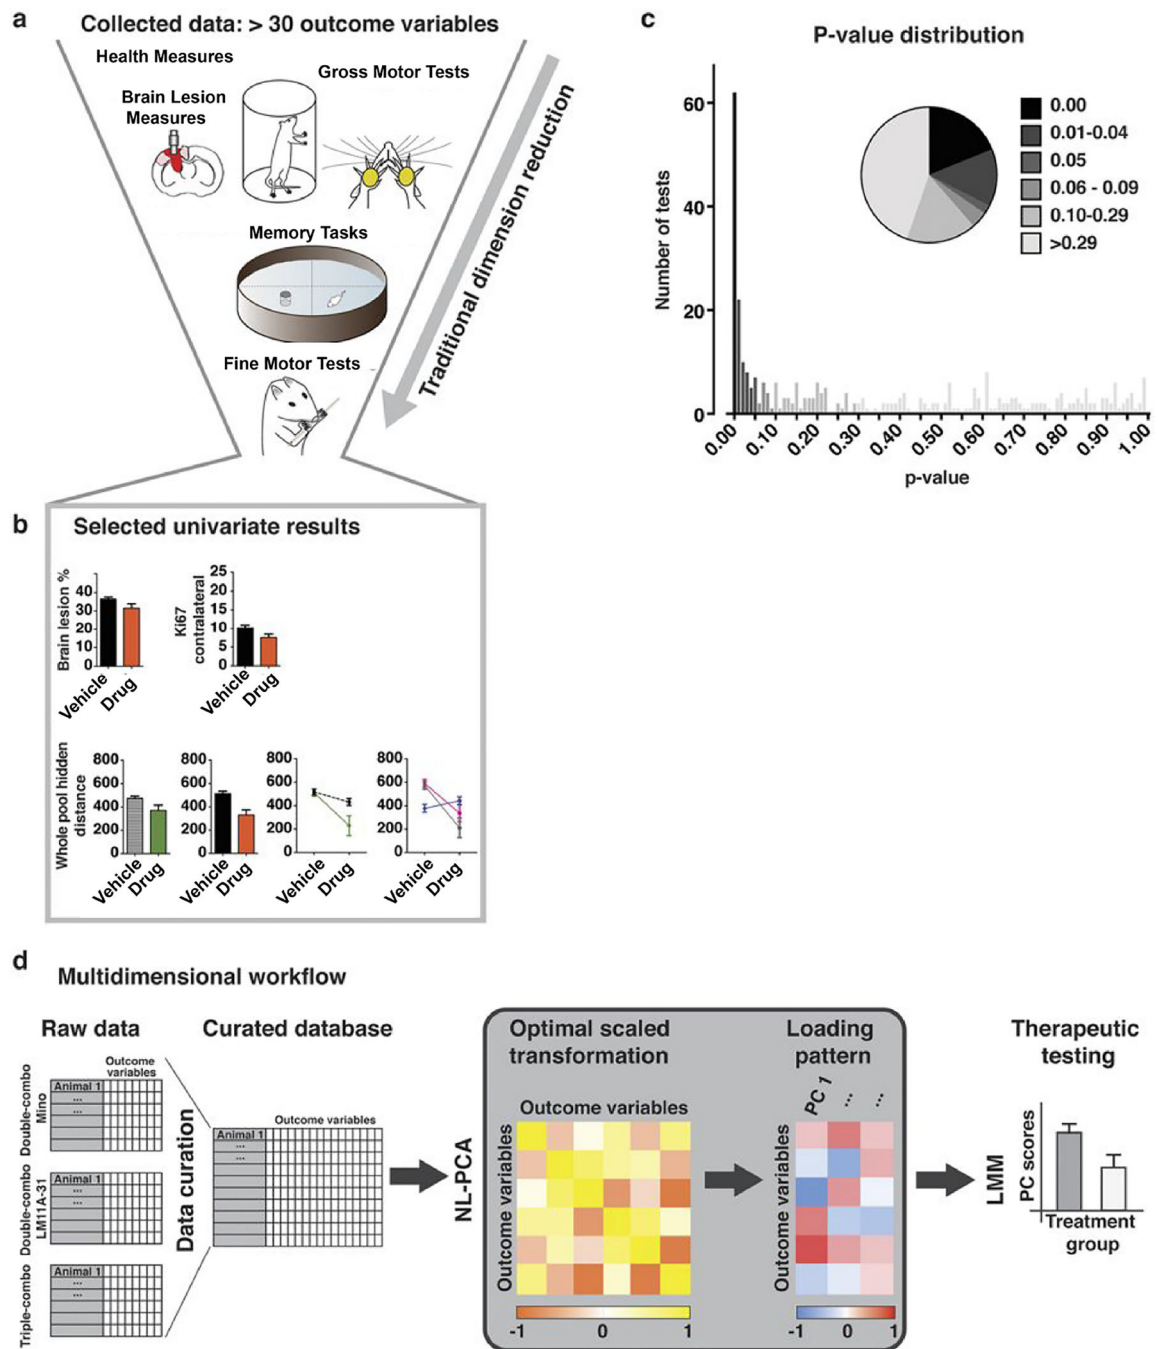 a
Collected data: > 30 outcome variables
Health Measures
Gross Motor Tests
Brain Lesion
Measures
Memory Tasks
Fine Motor Tests
Traditional dimension reduction
c
P-value distribution
Number of tests
60
40
20
0
0.00
0.10
0.20
0.30
0.40
0.50
0.60
0.70
0.80
0.90
1.00
p-value
0.00
0.01-0.04
0.05
0.06 - 0.09
0.10-0.29
>0.29
b
Selected univariate results
Brain lesion %
40
30
20
10
0
Vehicle
Drug
Ki67
contralateral
25
20
15
10
5
0
Vehicle
Drug
Whole pool hidden
distance
800
600
400
200
0
Vehicle
Drug
800
600
400
200
0
Vehicle
Drug
800
600
400
200
0
Vehicle
Drug
800
600
400
200
0
Vehicle
Drug
d
Multidimensional workflow
Raw data
Outcome
variables
Double-combo
Mino
Animal 1
...
...
Double-combo
LM11A-31
Animal 1
...
...
Triple-combo
Animal 1
...
...
Data curation
Curated database
Outcome variables
Animal 1
...
...
NL-PCA
Optimal scaled
transformation
Outcome variables
Outcome variables
-1
0
1
Loading
pattern
PC 1
...
...
Outcome variables
-1
0
1
LMM
Therapeutic
testing
PC scores
Treatment
group